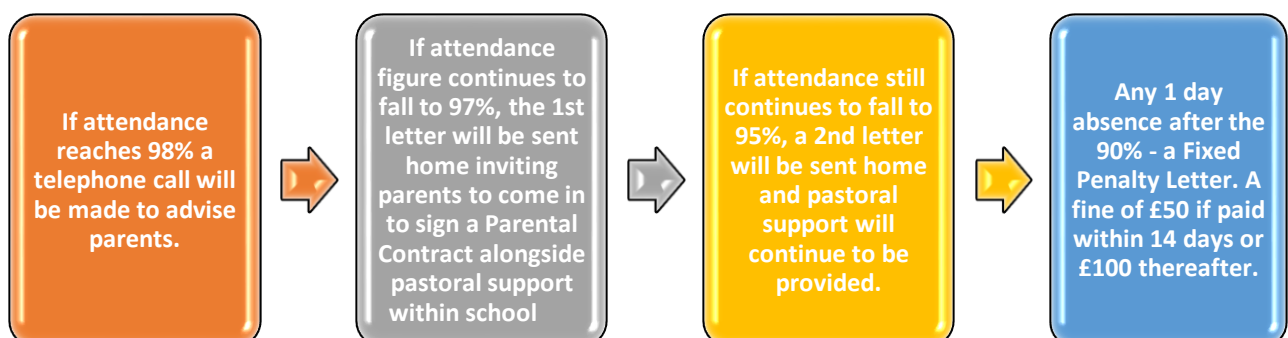 If attendance
reaches 98% a
telephone call will
be made to advise
parents.
If attendance
figure continues to
fall to 97%, the 1st
letter will be sent
home inviting
parents to come in
to sign a Parental
Contract alongside
pastoral support
within school
If attendance still
continues to fall to
95%, a 2nd letter
will be sent home
and pastoral
support will
continue to be
provided.
Any 1 day
absence after the
90% - a Fixed
Penalty Letter. A
fine of £50 if paid
within 14 days or
£100 thereafter.